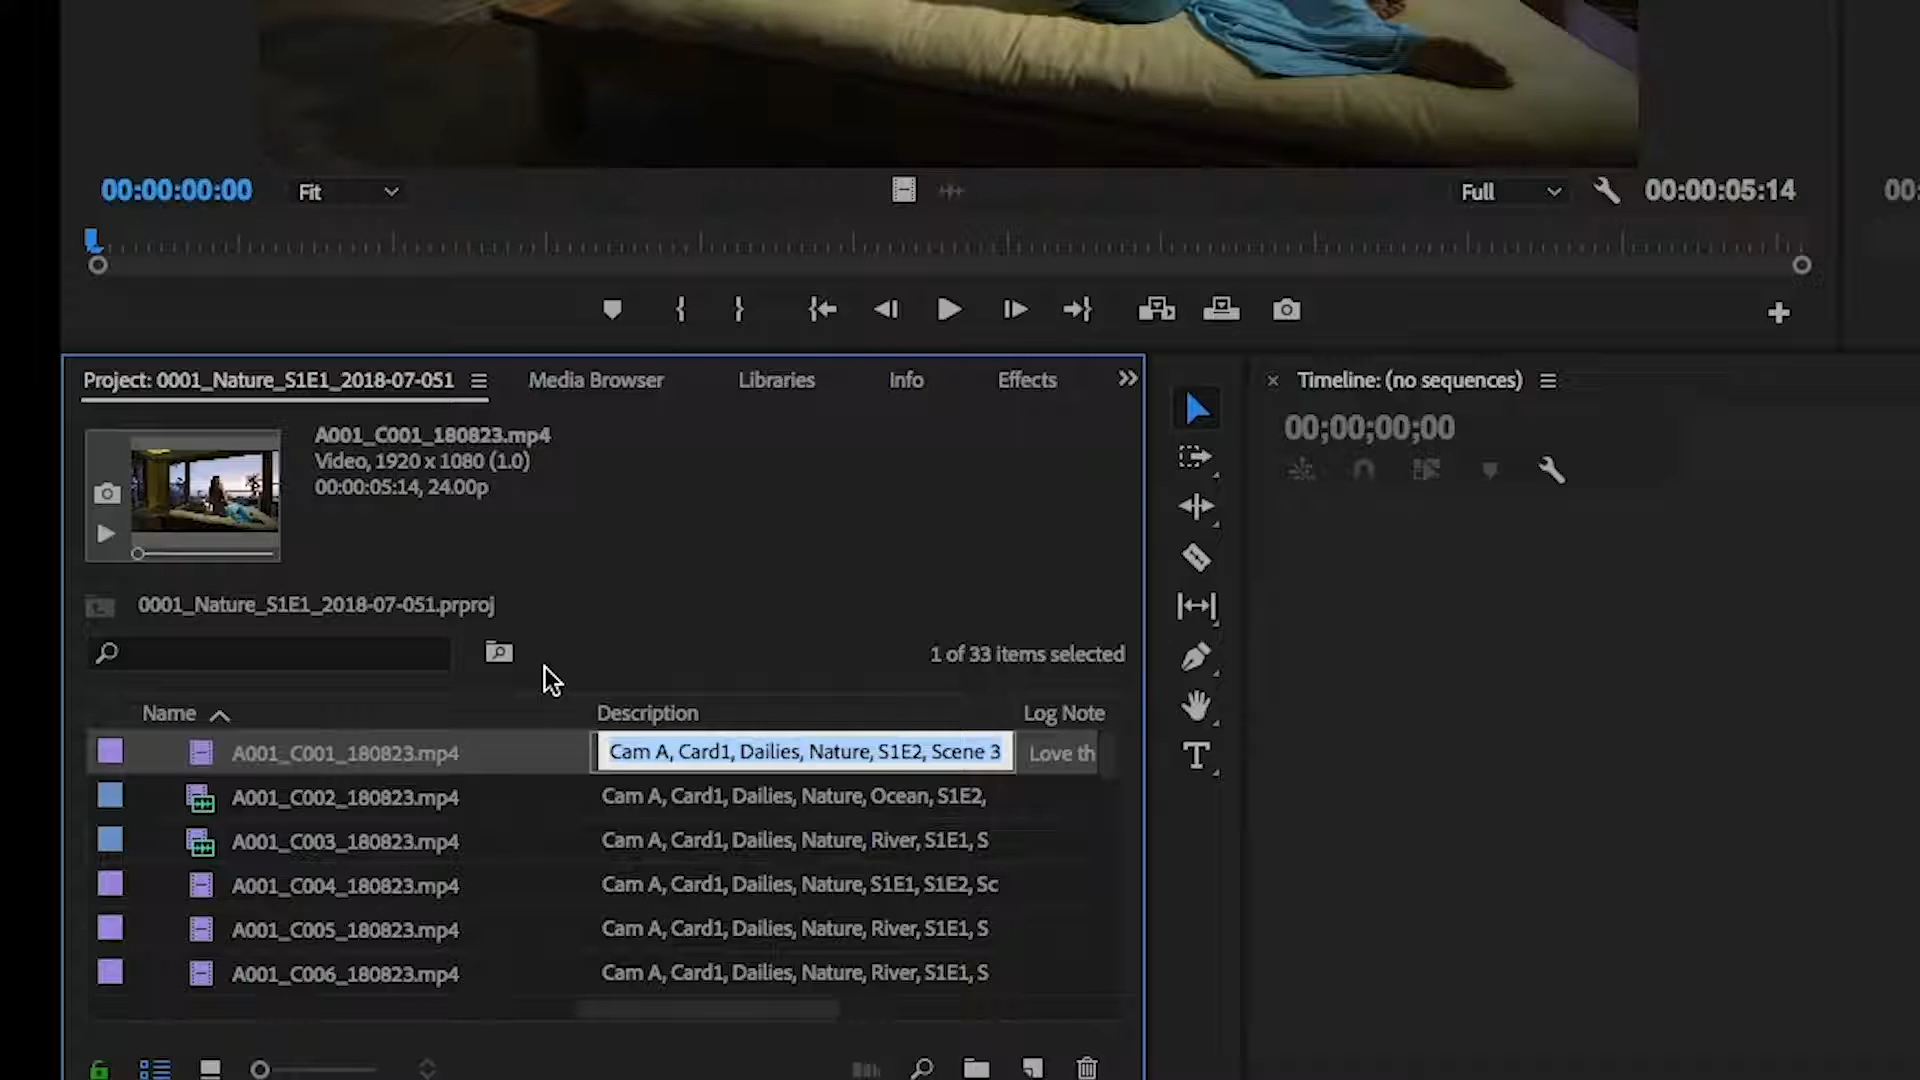 00:00:00:00 Fit Full 00:00:05:14 00:
Project: 0001_Nature_S1E1_2018-07-051 Media Browser Libraries Info Effects
× Timeline: (no sequences)
00;00;00;00
A001_C001_180823.mp4
Video, 1920 x 1080 (1.0)
00:00:05:14, 24.00p
0001_Nature_S1E1_2018-07-051.prproj
1 of 33 items selected
Name Description Log Note
A001_C001_180823.mp4 Cam A, Card1, Dailies, Nature, S1E2, Scene 3 Love th
A001_C002_180823.mp4 Cam A, Card1, Dailies, Nature, Ocean, S1E2,
A001_C003_180823.mp4 Cam A, Card1, Dailies, Nature, River, S1E1, S
A001_C004_180823.mp4 Cam A, Card1, Dailies, Nature, S1E1, S1E2, Sc
A001_C005_180823.mp4 Cam A, Card1, Dailies, Nature, River, S1E1, S
A001_C006_180823.mp4 Cam A, Card1, Dailies, Nature, River, S1E1, S